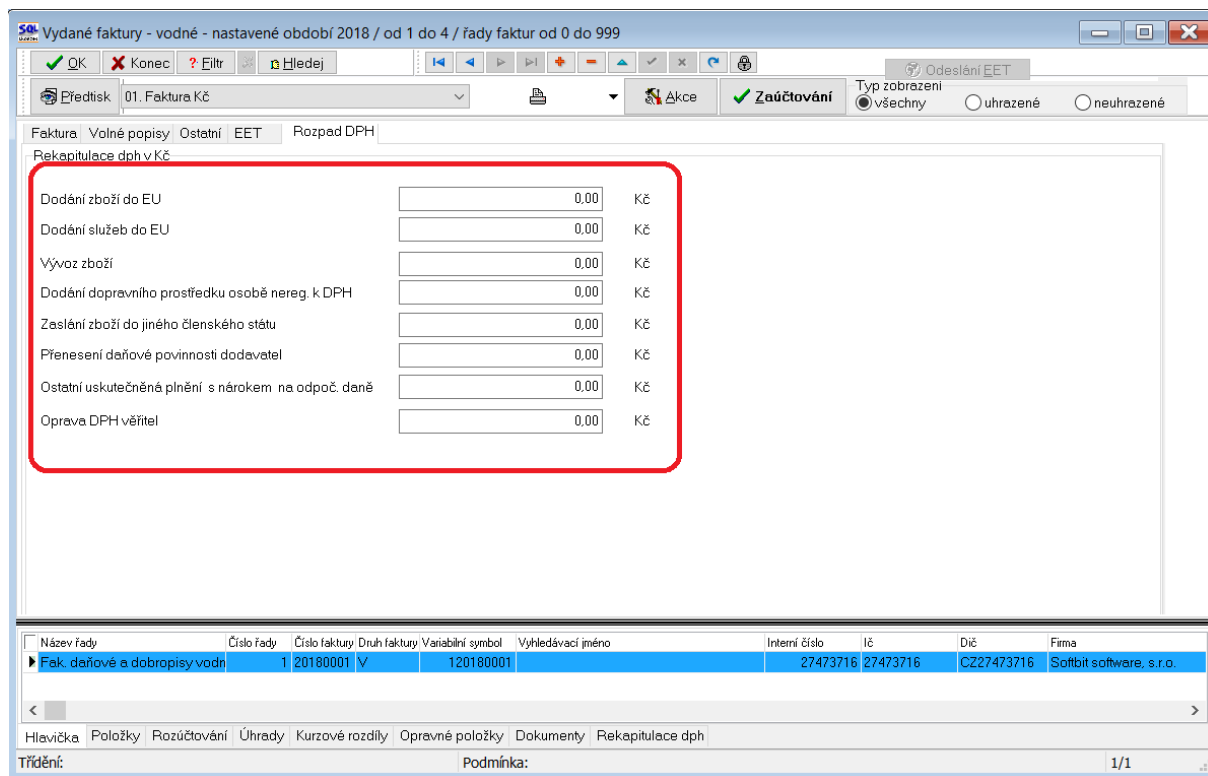 Vydané faktury - vodné - nastavené období 2018 / od 1 do 4 / řady faktur od 0 do 999
OK Konec ? Filtr Hledej
Odeslání EET
Předtisk 01. Faktura Kč Akce Zaúčtování
Typ zobrazení
všechny uhrazené neuhrazené
Faktura Volné popisy Ostatní EET Rozpad DPH
Rekapitulace dph v Kč
Dodání zboží do EU 0,00 Kč
Dodání služeb do EU 0,00 Kč
Vývoz zboží 0,00 Kč
Dodání dopravního prostředku osobě nereg. k DPH 0,00 Kč
Zaslání zboží do jiného členského státu 0,00 Kč
Přenesení daňové povinnosti dodavatel 0,00 Kč
Ostatní uskutečněná plnění s nárokem na odpoč. daně 0,00 Kč
Oprava DPH věřitel 0,00 Kč
Název řady Číslo řady Číslo faktury Druh faktury Variabilní symbol Vyhledávací jméno Interní číslo Ič Dič Firma
Fak. daňové a dobropisy vodn 1 20180001 V 120180001 27473716 27473716 CZ27473716 Softbit software, s.r.o.
Hlavička Položky Rozúčtování Úhrady Kurzové rozdíly Opravné položky Dokumenty Rekapitulace dph
Třídění: Podmínka: 1/1